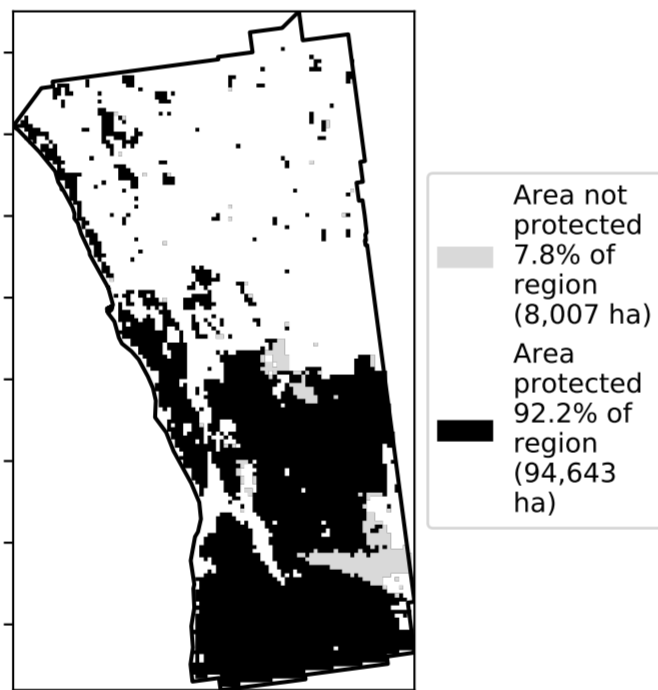 Area not
protected
7.8% of
region
(8,007 ha)
Area
protected
92.2% of
region
(94,643
ha)